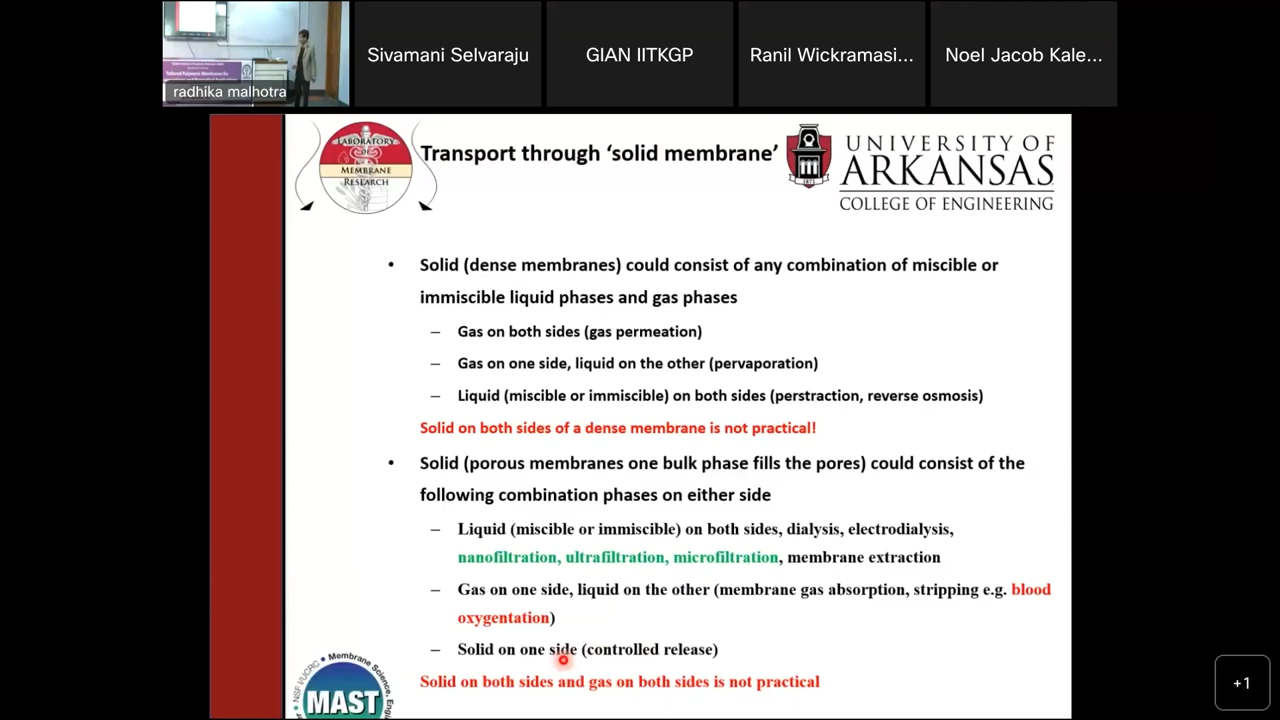 radhika malhotra
Sivamani Selvaraju
GIAN IITKGP
Ranil Wickramasi...
Noel Jacob Kale...
LABORATORY
OF
MEMBRANE
RESEARCH
Transport through ‘solid membrane’
UNIVERSITY OF
ARKANSAS
COLLEGE OF ENGINEERING
1871
• Solid (dense membranes) could consist of any combination of miscible or
immiscible liquid phases and gas phases
– Gas on both sides (gas permeation)
– Gas on one side, liquid on the other (pervaporation)
– Liquid (miscible or immiscible) on both sides (perstraction, reverse osmosis)
Solid on both sides of a dense membrane is not practical!
• Solid (porous membranes one bulk phase fills the pores) could consist of the
following combination phases on either side
– Liquid (miscible or immiscible) on both sides, dialysis, electrodialysis,
nanofiltration, ultrafiltration, microfiltration, membrane extraction
– Gas on one side, liquid on the other (membrane gas absorption, stripping e.g. blood
oxygentation)
– Solid on one side (controlled release)
Solid on both sides and gas on both sides is not practical
NSF I/UCRC • Membrane Science,
MAST
+1